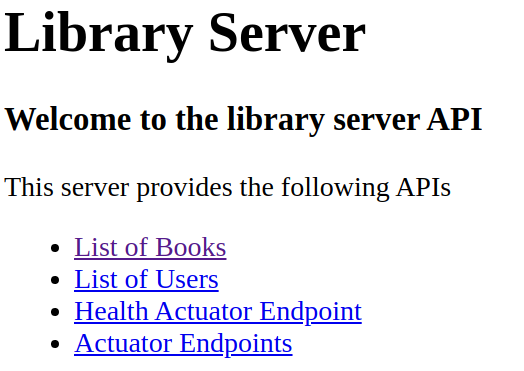 Library Server
Welcome to the library server API
This server provides the following APIs
List of Books
List of Users
Health Actuator Endpoint
Actuator Endpoints